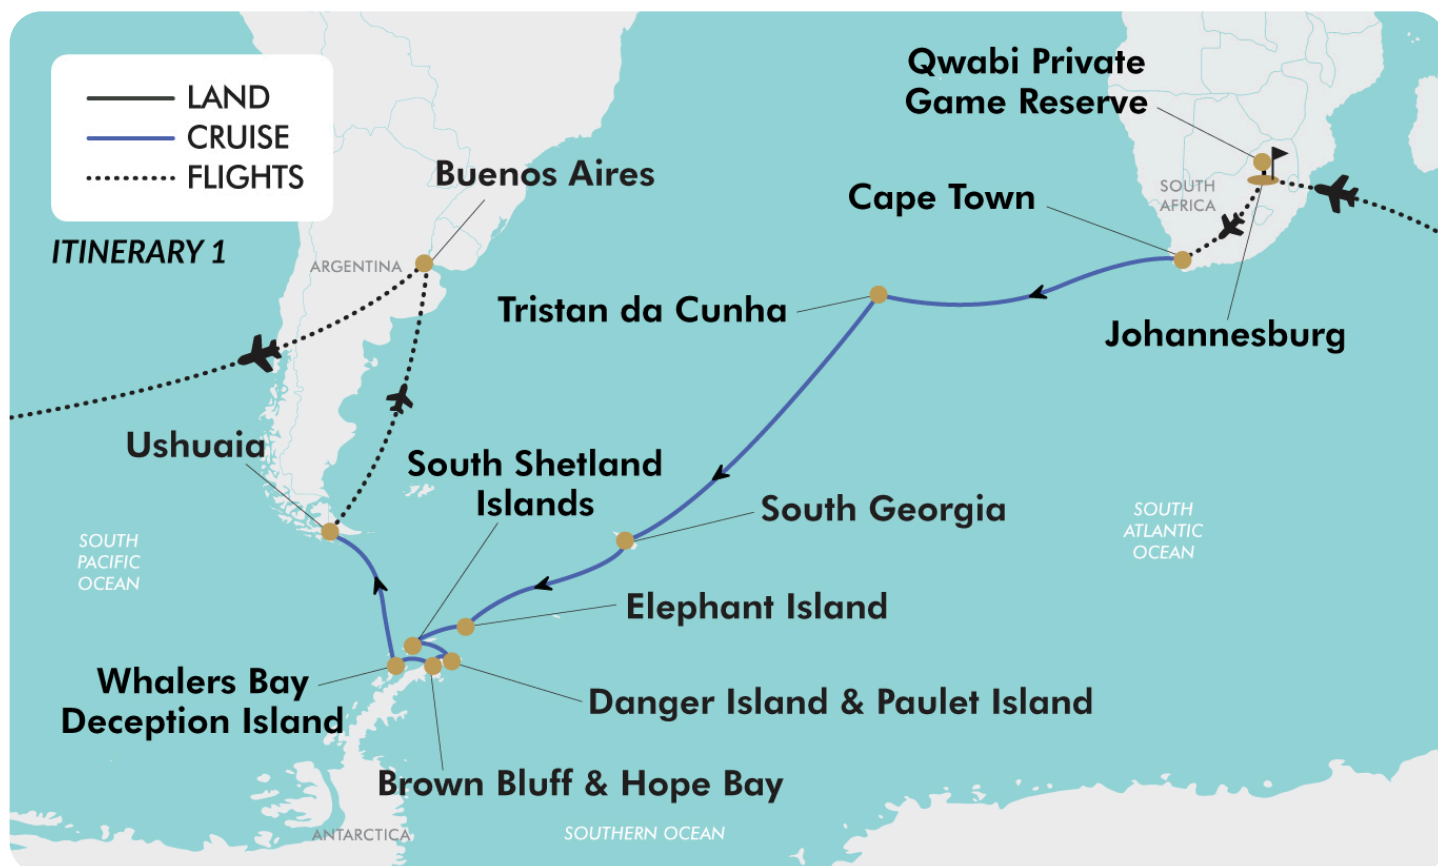 LAND
CRUISE
FLIGHTS
ITINERARY 1
Qwabi Private
Game Reserve
Buenos Aires
Cape Town
SOUTH
AFRICA
ARGENTINA
Tristan da Cunha
Johannesburg
Ushuaia
South Shetland
Islands
South Georgia
SOUTH
ATLANTIC
OCEAN
SOUTH
PACIFIC
OCEAN
Elephant Island
Whalers Bay
Deception Island
Danger Island & Paulet Island
Brown Bluff & Hope Bay
ANTARCTICA
SOUTHERN OCEAN